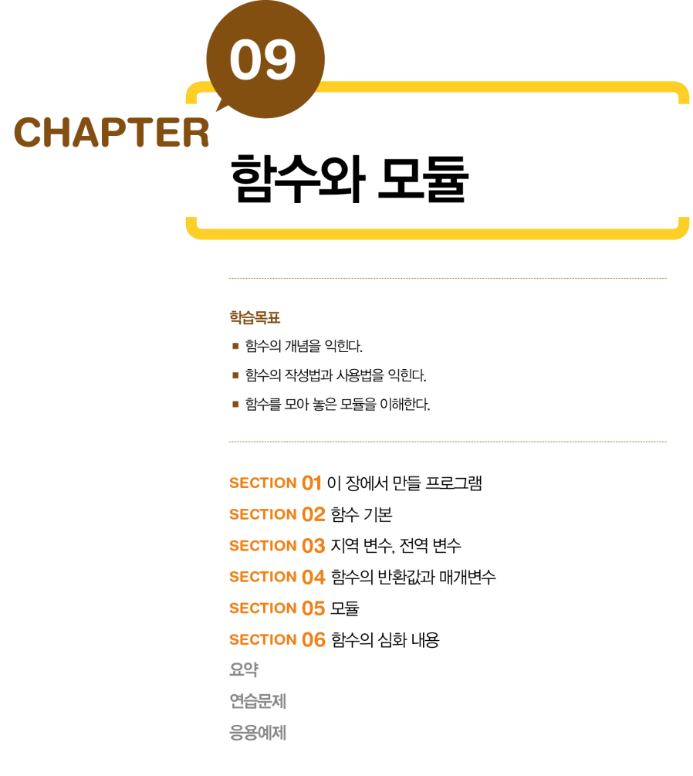 09
CHAPTER
함수와 모듈
학습목표
■ 함수의 개념을 익힌다.
■ 함수의 작성법과 사용법을 익힌다.
■ 함수를 모아 놓은 모듈을 이해한다.
SECTION 01 이 장에서 만들 프로그램
SECTION 02 함수 기본
SECTION 03 지역 변수, 전역 변수
SECTION 04 함수의 반환값과 매개변수
SECTION 05 모듈
SECTION 06 함수의 심화 내용
요약
연습문제
응용예제